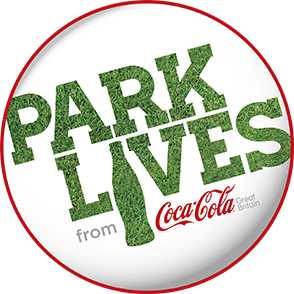 PARK
LIVES
from Coca-Cola Great
Britain